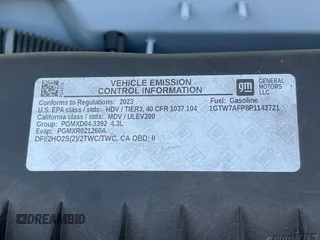 VEHICLE EMISSION
CONTROL INFORMATION
gm
GENERAL
MOTORS LLC
Conforms to Regulations: 2023
Fuel: Gasoline
U.S. EPA class / stds: HDV / TIER3, 40 CFR 1037.104
1GTW7AFP8P1143721
California class / stds: MDV / ULEV200
Group: PGMXD04.3392 4.3L
Evap: PGMXR021260A
DFI/2HO2S(2)/2TWC/TWC, CA OBD: II
DREAMBID